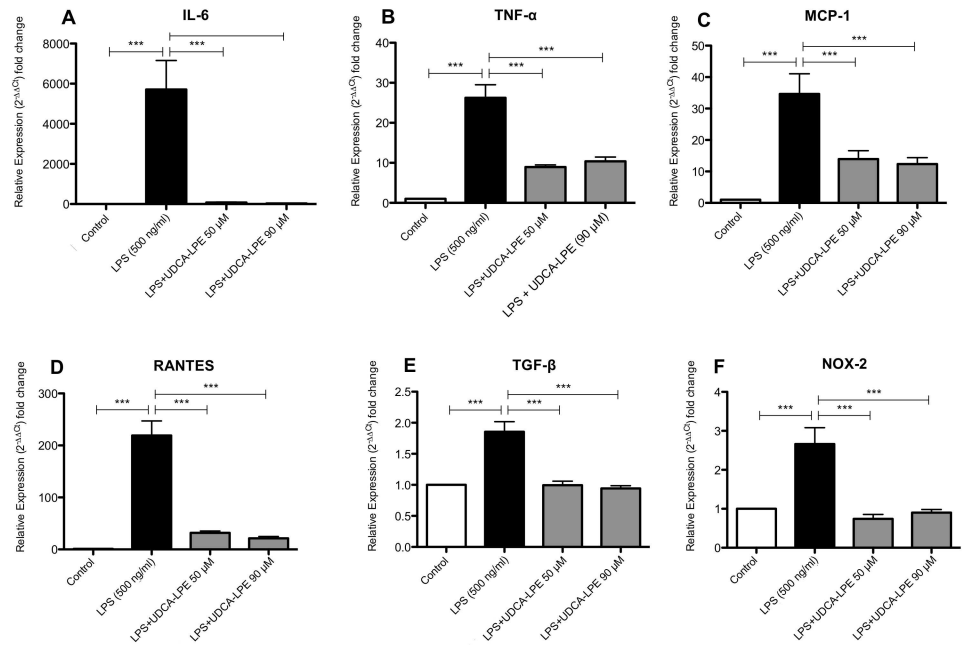 A
IL-6
Relative Expression (2^-ΔΔCt) fold change
8000
6000
4000
2000
0
***
***
Control
LPS (500 ng/ml)
LPS+UDCA-LPE 50 µM
LPS+UDCA-LPE 90 µM
B
TNF-α
Relative Expression (2^-ΔΔCt) fold change
30
20
10
0
***
***
***
Control
LPS (500 ng/ml)
LPS+UDCA-LPE 50 µM
LPS + UDCA-LPE (90 µM)
C
MCP-1
Relative Expression (2^-ΔΔCt) fold change
50
40
30
20
10
0
***
***
***
Control
LPS (500 ng/ml)
LPS+UDCA-LPE 50 µM
LPS+UDCA-LPE 90 µM
D
RANTES
Relative Expression (2^-ΔΔCt) fold change
300
200
100
0
***
***
***
Control
LPS (500 ng/ml)
LPS+UDCA-LPE 50 µM
LPS+UDCA-LPE 90 µM
E
TGF-β
Relative Expression (2^-ΔΔCt) fold change
2.5
2.0
1.5
1.0
0.5
0.0
***
***
***
Control
LPS (500 ng/ml)
LPS+UDCA-LPE 50 µM
LPS+UDCA-LPE 90 µM
F
NOX-2
Relative Expression (2^-ΔΔCt) fold change
4
3
2
1
0
***
***
***
Control
LPS (500 ng/ml)
LPS+UDCA-LPE 50 µM
LPS+UDCA-LPE 90 µM